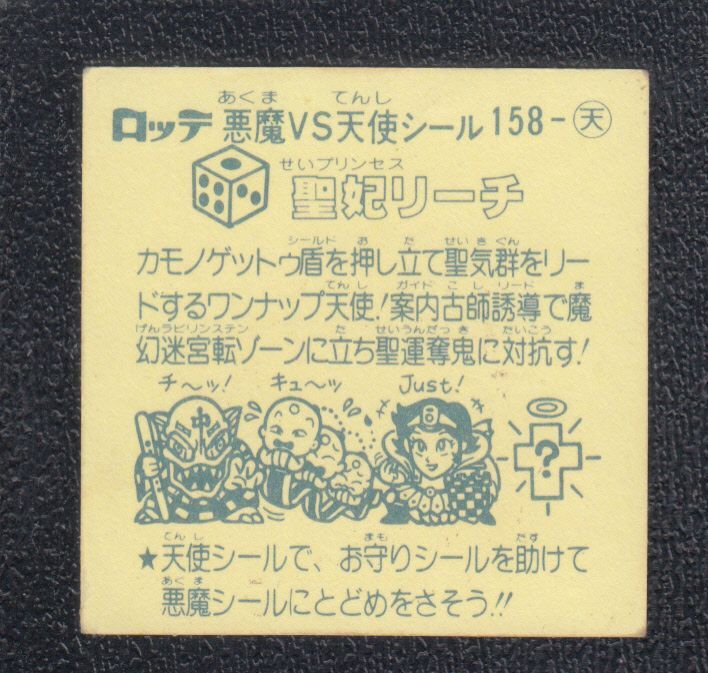 ロッテ 悪魔VS天使シール 158-天
あくま てんし
せいプリンセス
聖妃リーチ
シールド お た せいきぐん
カモノゲットゥ盾を押し立て聖気群をリー
てんし ガイド こ し リード ま
ドするワンナップ天使!案内古師誘導で魔
げんラビリンステン た せいうんだっき たいこう
幻迷宮転ゾーンに立ち聖運奪鬼に対抗す!
チ〜ッ! キュ〜ッ Just!
中
?
てんし まも たす
★天使シールで、お守りシールを助けて
あくま
悪魔シールにとどめをさそう!!